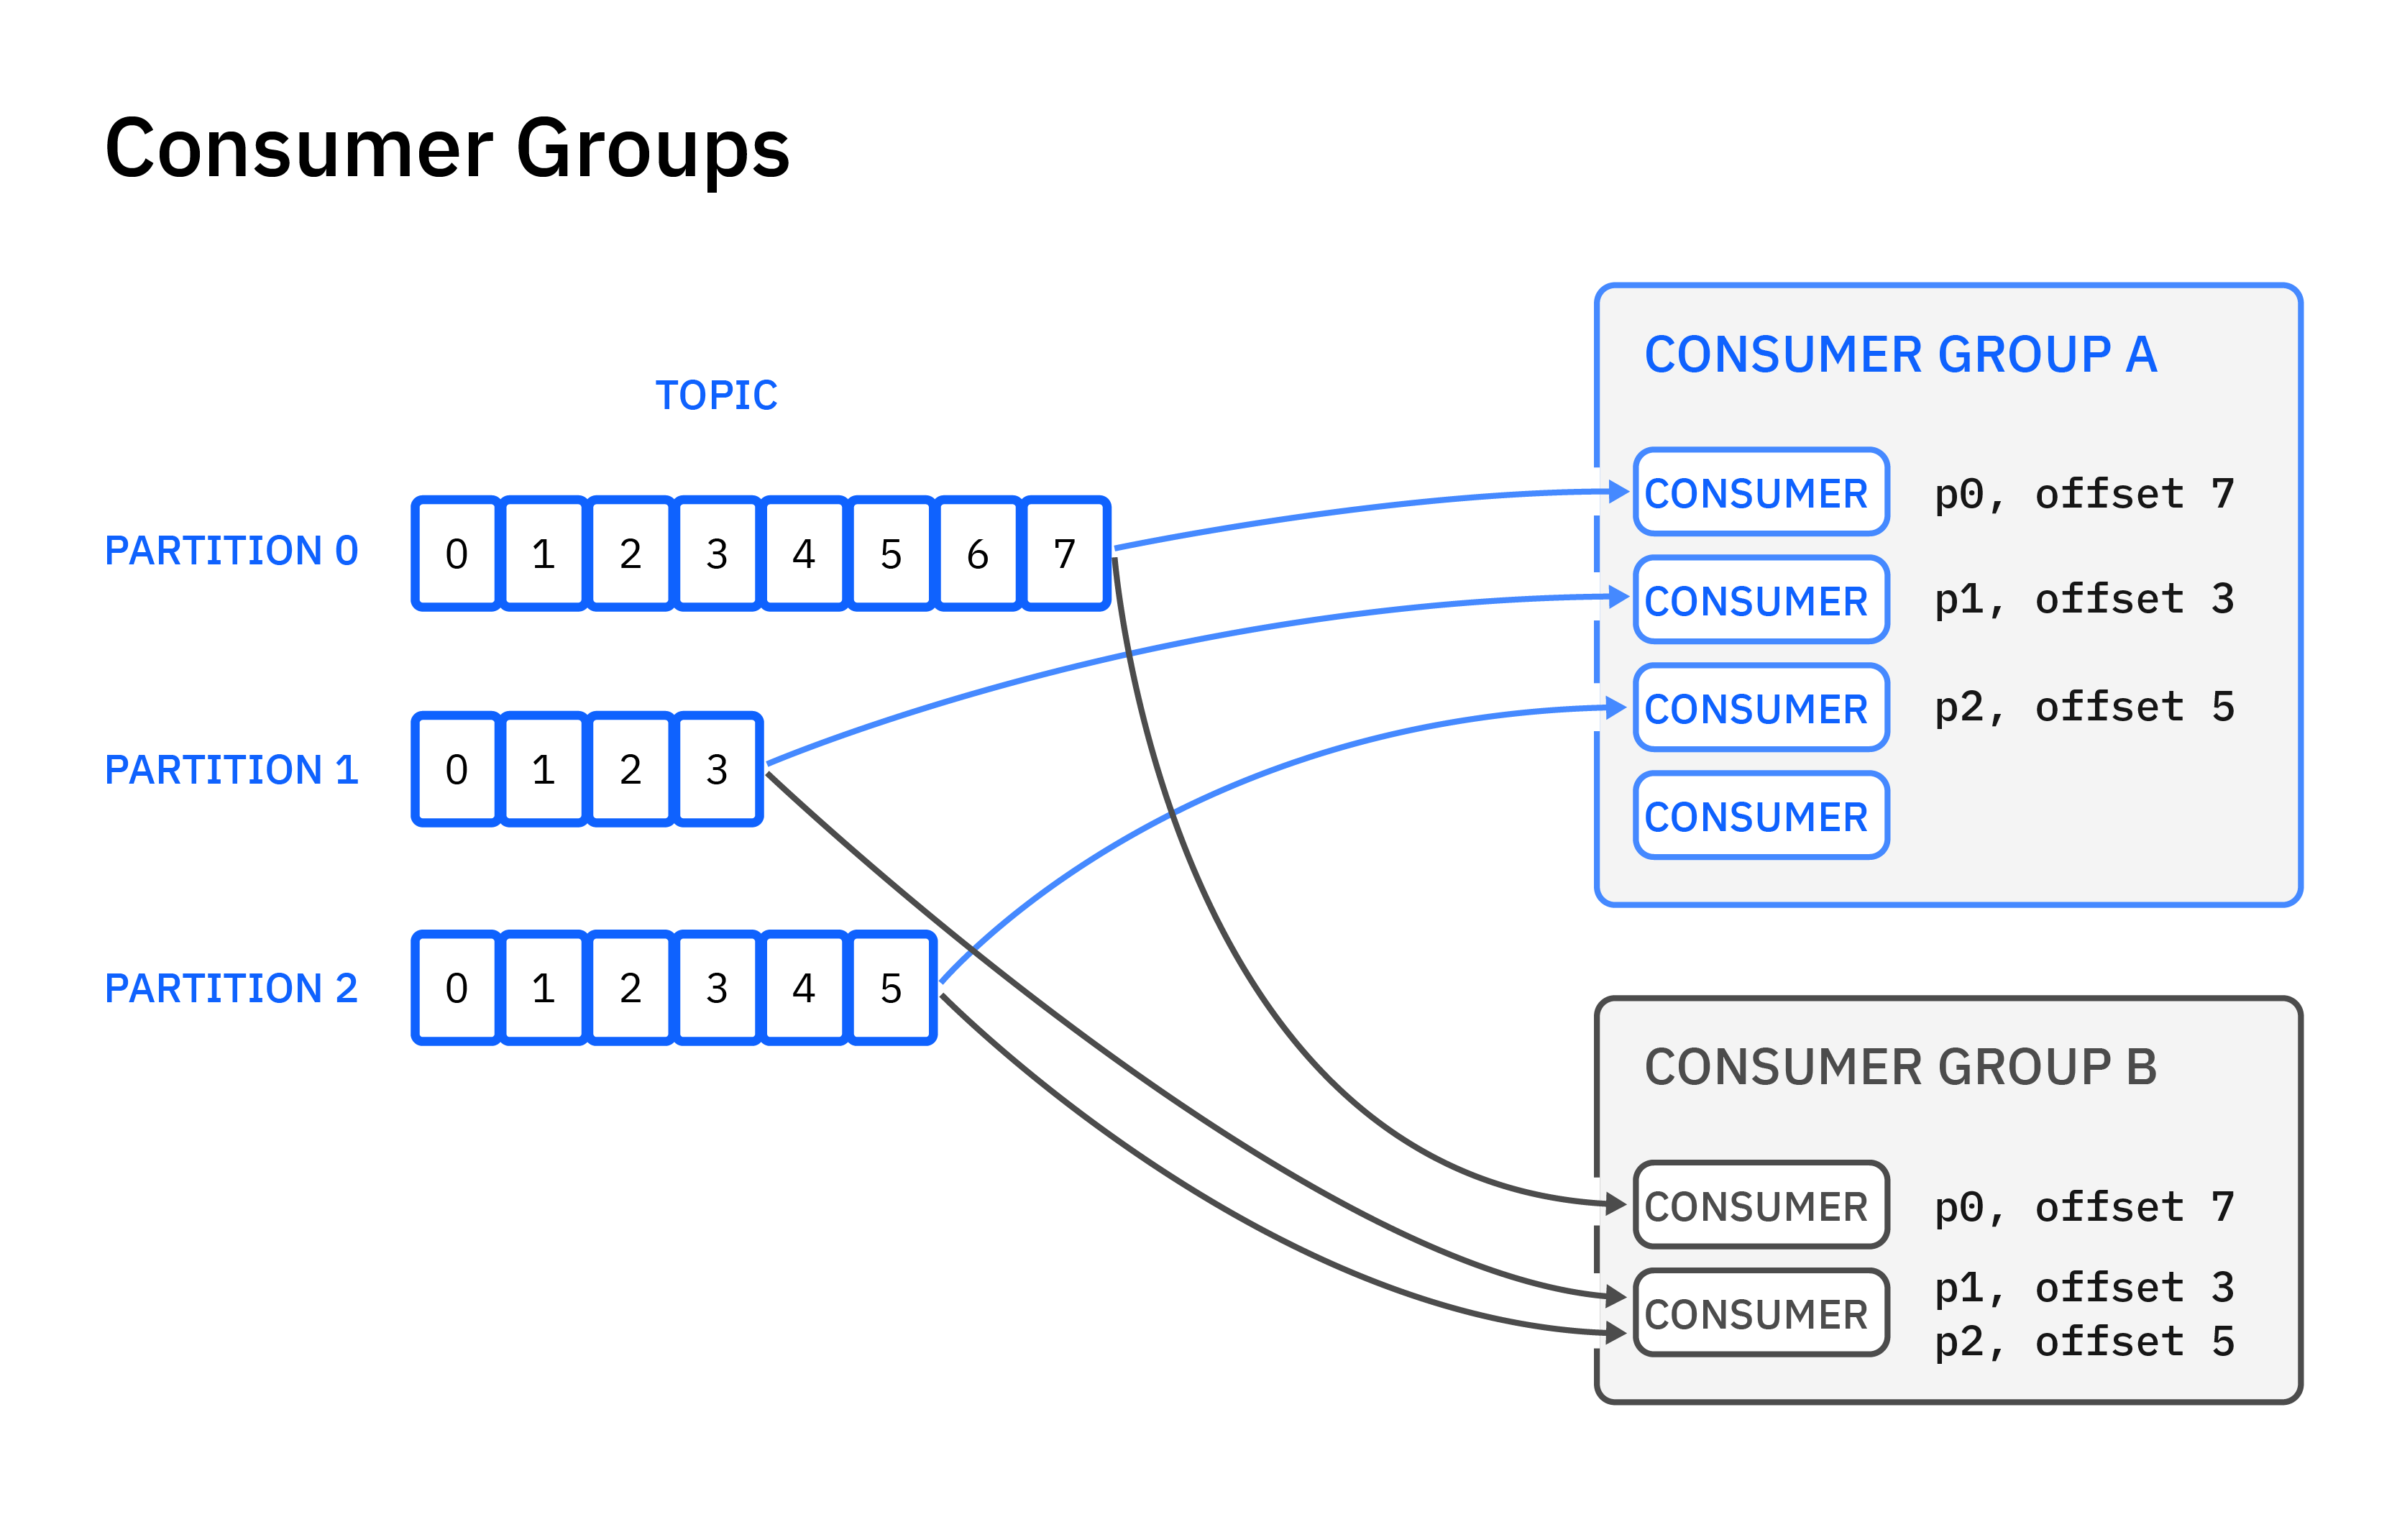 Consumer Groups
TOPIC
PARTITION 0
0 1 2 3 4 5 6 7
PARTITION 1
0 1 2 3
PARTITION 2
0 1 2 3 4 5
CONSUMER GROUP A
CONSUMER p0, offset 7
CONSUMER p1, offset 3
CONSUMER p2, offset 5
CONSUMER
CONSUMER GROUP B
CONSUMER p0, offset 7
CONSUMER p1, offset 3
p2, offset 5